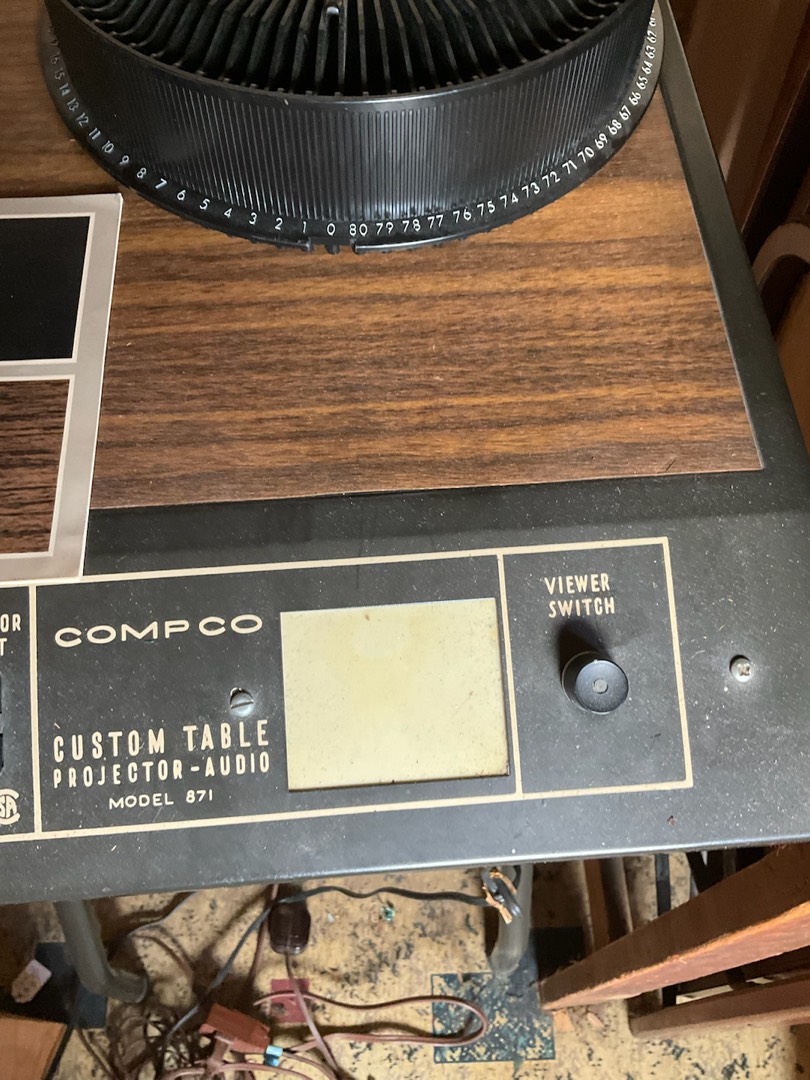 15 14 13 12 11 10 9 8 7 6 5 4 3 2 1 0 80 79 78 77 76 75 74 73 72 71 70 69 68 67 66 65 64 63 62
OR
T
COMPCO
CUSTOM TABLE
PROJECTOR-AUDIO
MODEL 871
SA
VIEWER
SWITCH